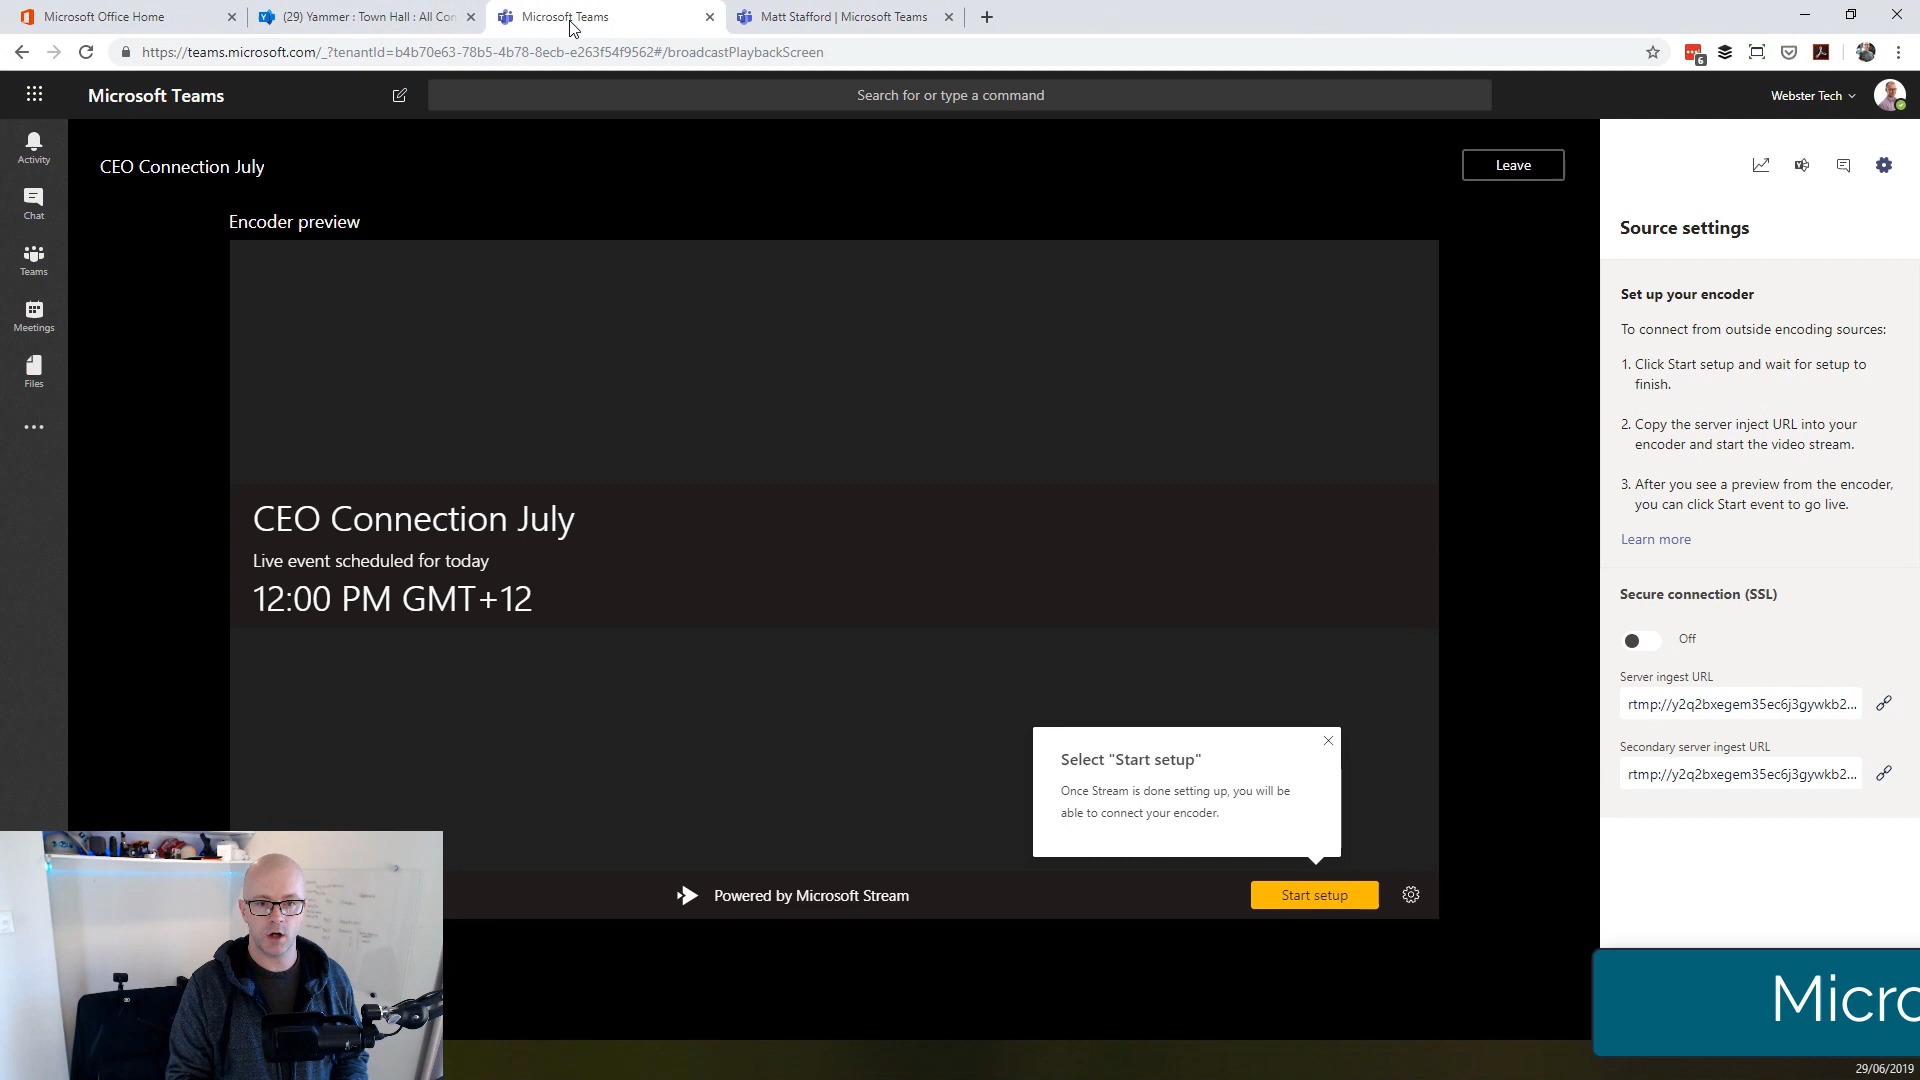 Microsoft Office Home
(29) Yammer : Town Hall : All Con
Microsoft Teams
Matt Stafford | Microsoft Teams
https://teams.microsoft.com/_?tenantId=b4b70e63-78b5-4b78-8ecb-e263f54f9562#/broadcastPlaybackScreen
6
Microsoft Teams
Search for or type a command
Webster Tech
Activity
Chat
Teams
Meetings
Files
CEO Connection July
Leave
Encoder preview
CEO Connection July
Live event scheduled for today
12:00 PM GMT+12
Select "Start setup"
Once Stream is done setting up, you will be
able to connect your encoder.
Powered by Microsoft Stream
Start setup
Source settings
Set up your encoder
To connect from outside encoding sources:
1. Click Start setup and wait for setup to
finish.
2. Copy the server inject URL into your
encoder and start the video stream.
3. After you see a preview from the encoder,
you can click Start event to go live.
Learn more
Secure connection (SSL)
Off
Server ingest URL
rtmp://y2q2bxegem35ec6j3gywkb2...
Secondary server ingest URL
rtmp://y2q2bxegem35ec6j3gywkb2...
Micro
29/06/2019